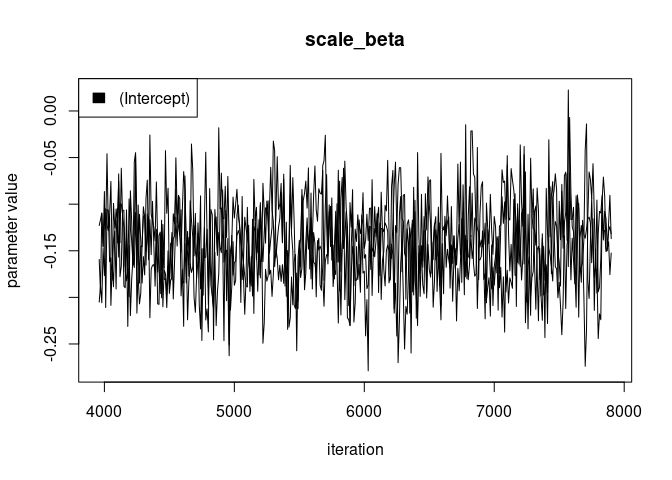 scale_beta
(Intercept)
0.00
-0.05
-0.15
-0.25
parameter value
4000 5000 6000 7000 8000
iteration